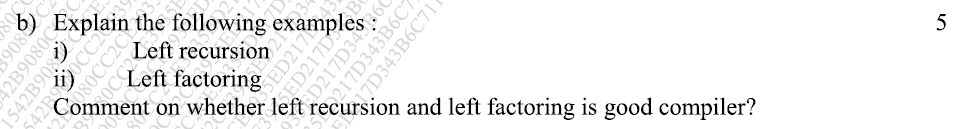 b) Explain the following examples : 5
i) Left recursion
ii) Left factoring
Comment on whether left recursion and left factoring is good compiler?